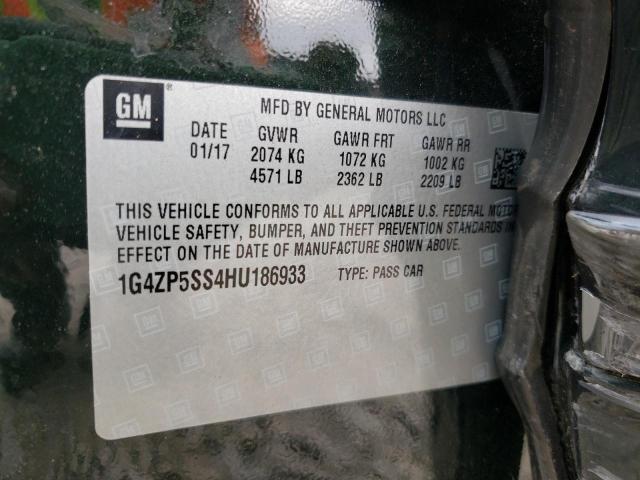 GM
®
MFD BY GENERAL MOTORS LLC
DATE GVWR GAWR FRT GAWR RR
01/17 2074 KG 1072 KG 1002 KG
4571 LB 2362 LB 2209 LB
THIS VEHICLE CONFORMS TO ALL APPLICABLE U.S. FEDERAL MOTOR
VEHICLE SAFETY, BUMPER, AND THEFT PREVENTION STANDARDS IN
EFFECT ON THE DATE OF MANUFACTURE SHOWN ABOVE.
1G4ZP5SS4HU186933 TYPE: PASS CAR